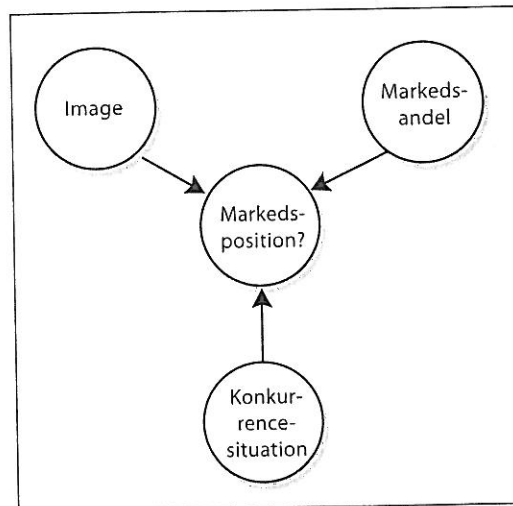 Image
Markeds-
andel
Markeds-
position?
Konkur-
rence-
situation